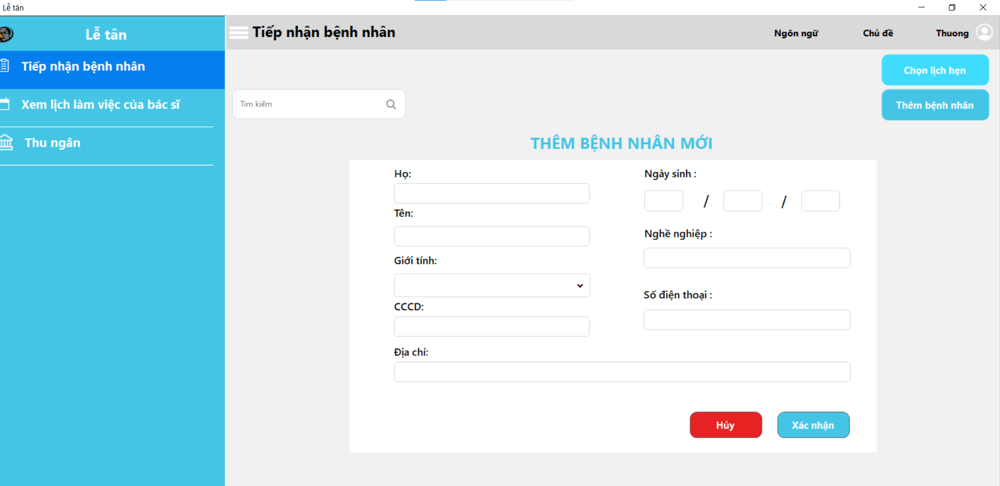 Lễ tân
Lễ tân
Tiếp nhận bệnh nhân
Xem lịch làm việc của bác sĩ
Thu ngân
Tiếp nhận bệnh nhân
Ngôn ngữ
Chủ đề
Thuong
Chọn lịch hẹn
Tìm kiếm
Thêm bệnh nhân
THÊM BỆNH NHÂN MỚI
Họ:
Tên:
Giới tính:
CCCD:
Địa chỉ:
Ngày sinh :
/ /
Nghề nghiệp :
Số điện thoại :
Hủy
Xác nhận